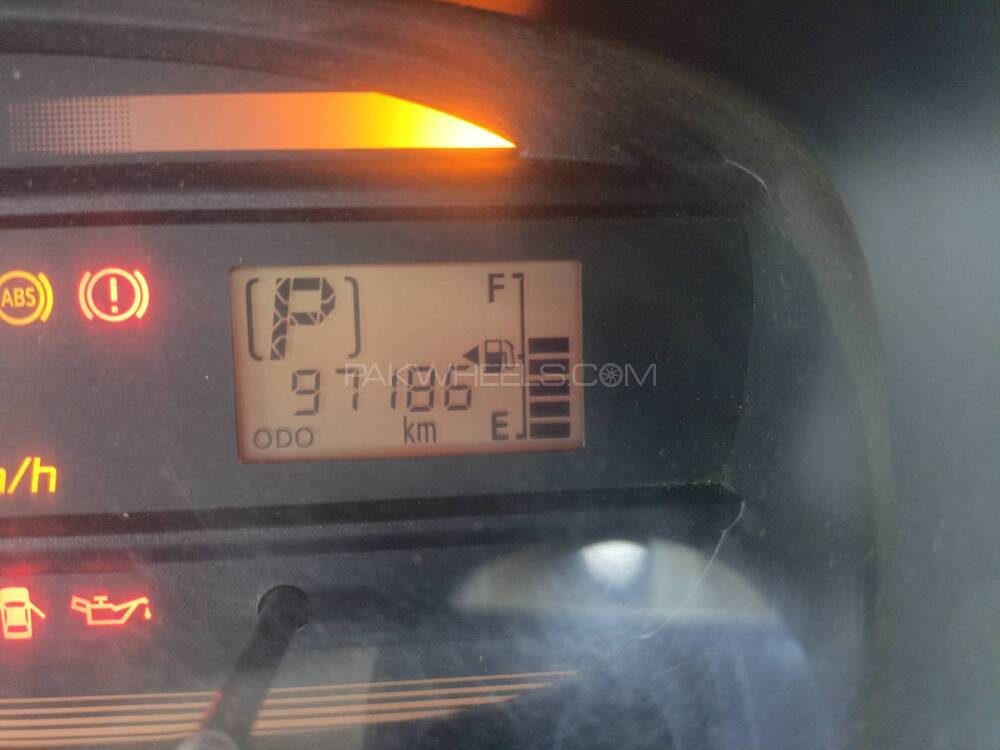 ABS
P
F
97186
PAKWHEELS.COM
ODO km E
/h